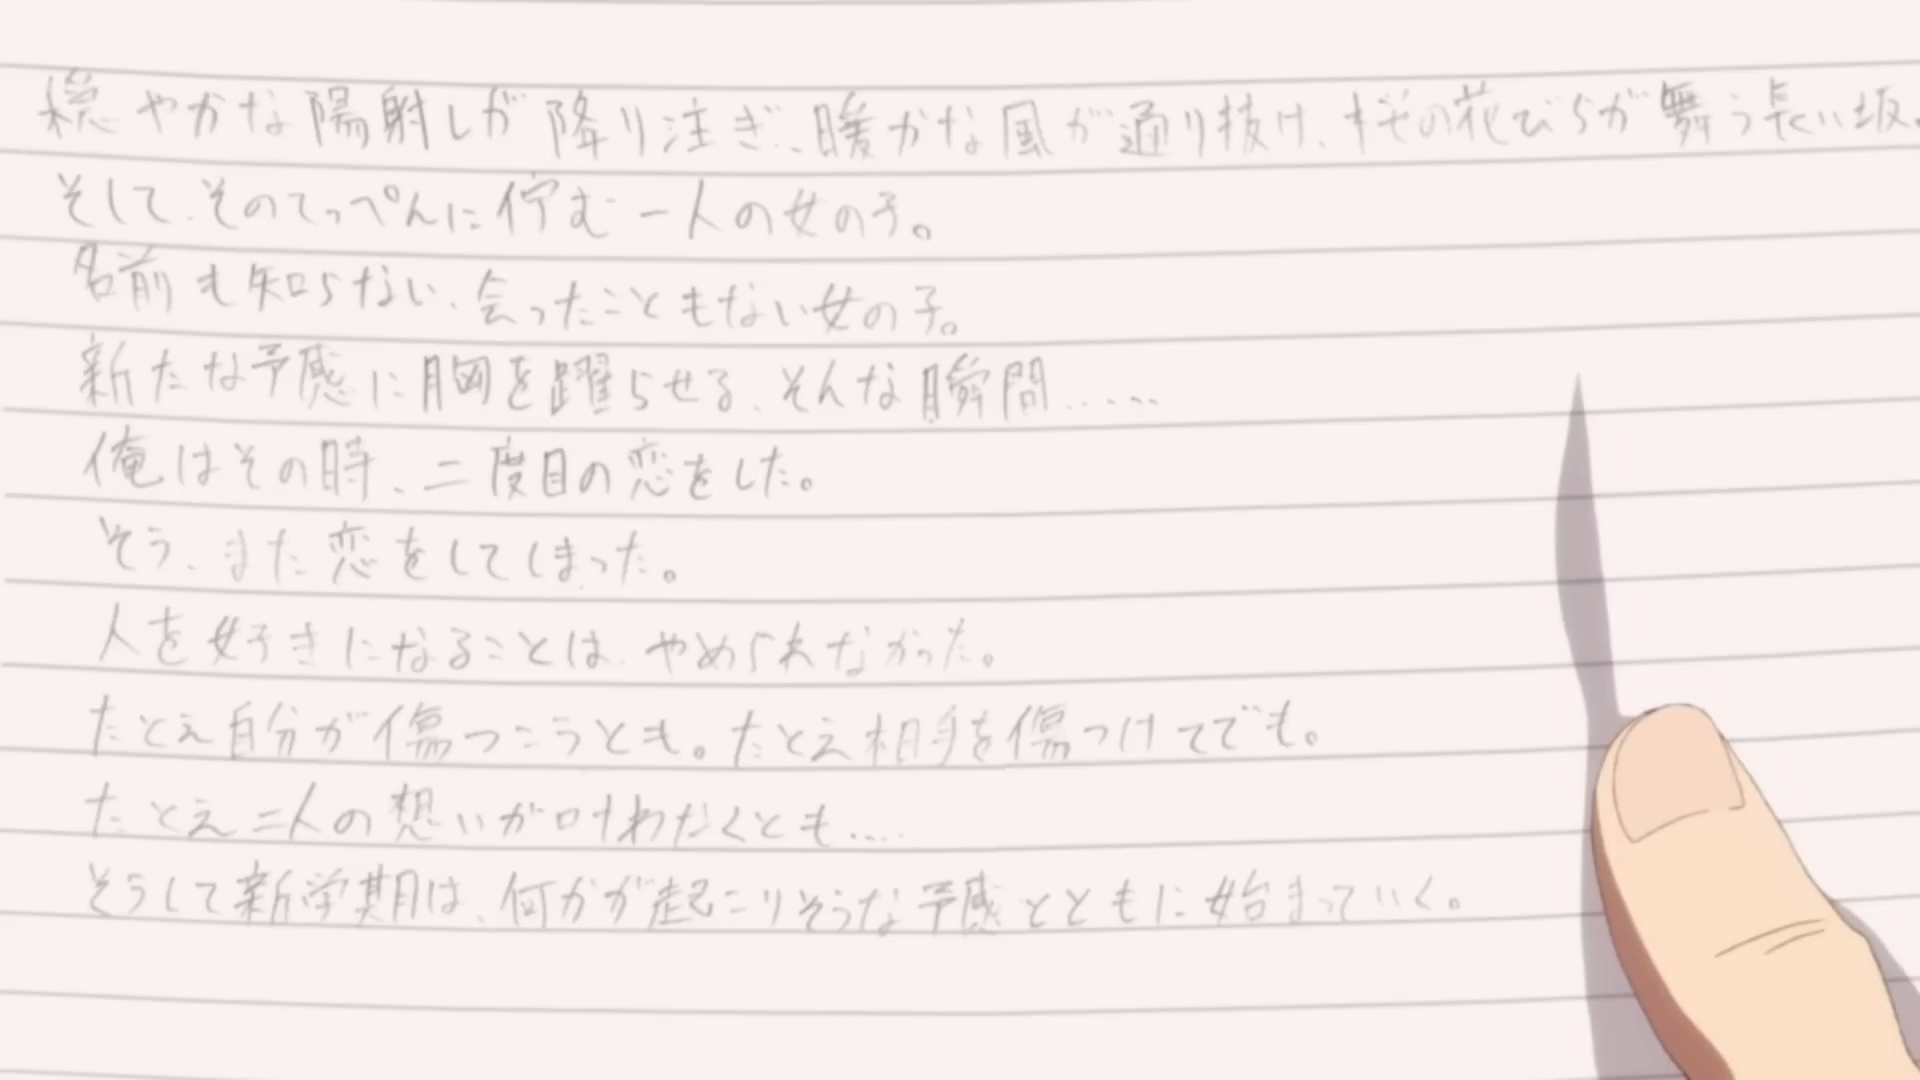 穏やかな陽射しが降り注ぎ、暖かな風が通り抜け、桜の花びらが舞う長い坂。
そして、そのてっぺんに佇む一人の女の子。
名前も知らない、会ったこともない女の子。
新たな予感に胸を躍らせる、そんな瞬間……
俺はその時、二度目の恋をした。
そう、また恋をしてしまった。
人を好きになることは、やめられなかった。
たとえ自分が傷つこうとも。たとえ相手を傷つけてでも。
たとえ二人の想いが叶わなくとも……
そうして新学期は、何かが起こりそうな予感とともに始まっていく。